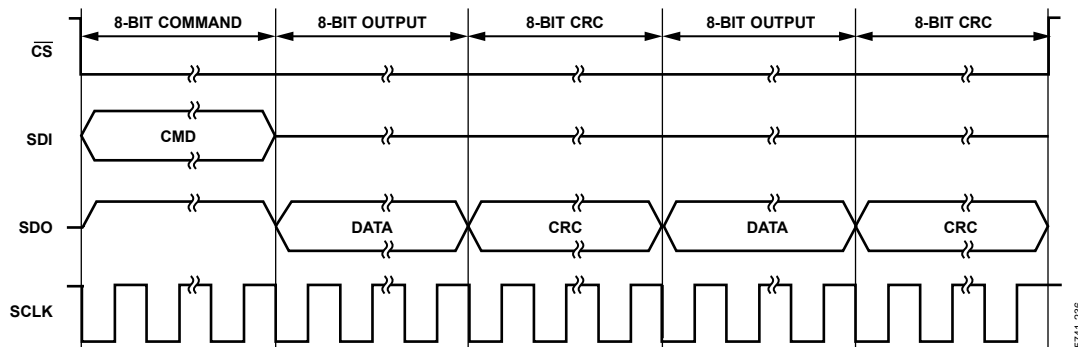 8-BIT COMMAND 8-BIT OUTPUT 8-BIT CRC 8-BIT OUTPUT 8-BIT CRC
CS
SDI
CMD
SDO
DATA CRC DATA CRC
SCLK